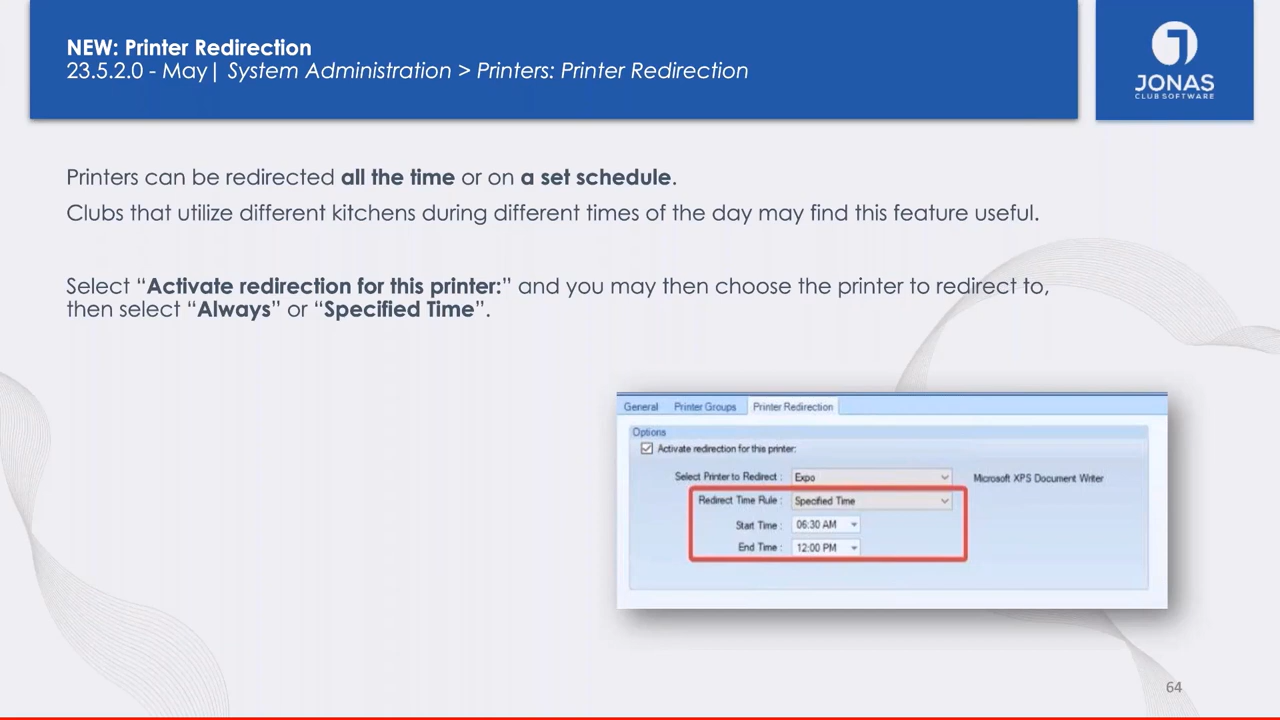 NEW: Printer Redirection
23.5.2.0 - May| System Administration > Printers: Printer Redirection
JONAS
CLUB SOFTWARE
Printers can be redirected all the time or on a set schedule.
Clubs that utilize different kitchens during different times of the day may find this feature useful.
Select “Activate redirection for this printer:” and you may then choose the printer to redirect to,
then select “Always” or “Specified Time”.
General Printer Groups Printer Redirection
Options
Activate redirection for this printer:
Select Printer to Redirect : Expo Microsoft XPS Document Writer
Redirect Time Rule : Specified Time
Start Time : 06:30 AM
End Time : 12:00 PM
64